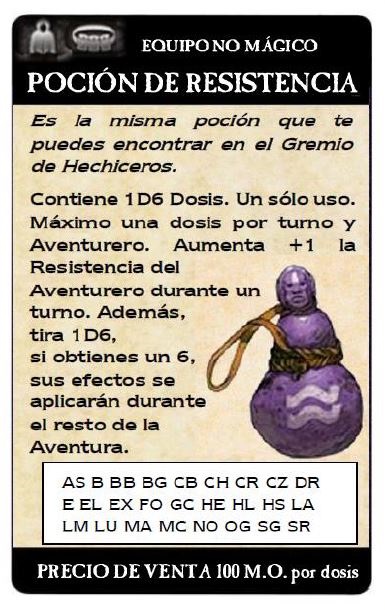 EQUIPO NO MÁGICO
POCIÓN DE RESISTENCIA
Es la misma poción que te
puedes encontrar en el Gremio
de Hechiceros.
Contiene 1D6 Dosis. Un sólo uso.
Máximo una dosis por turno y
Aventurero. Aumenta +1 la
Resistencia del
Aventurero durante un
turno. Además,
tira 1D6,
si obtienes un 6,
sus efectos se
aplicarán durante
el resto de la
Aventura.
AS B BB BG CB CH CR CZ DR
E EL EX FO GC HE HL HS LA
LM LU MA MC NO OG SG SR
PRECIO DE VENTA 100 M.O. por dosis